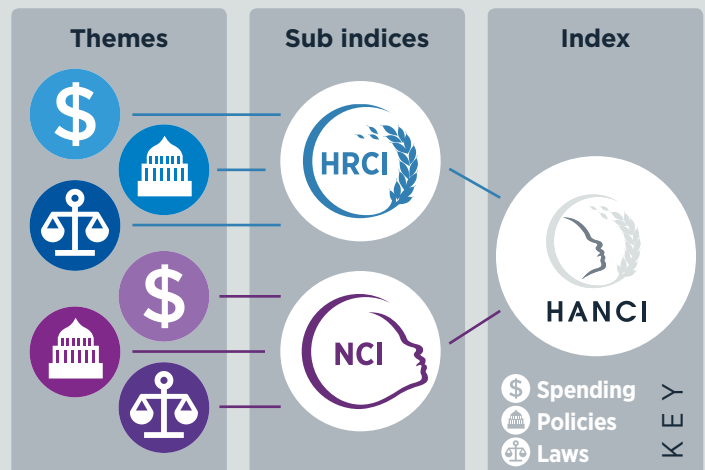 Themes
Sub indices
Index
$
HRCI
$
NCI
HANCI
$ Spending
Policies
Laws
KEY